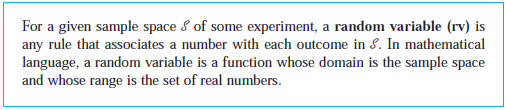 For a given sample space 𝒮 of some experiment, a random variable (rv) is
any rule that associates a number with each outcome in 𝒮. In mathematical
language, a random variable is a function whose domain is the sample space
and whose range is the set of real numbers.